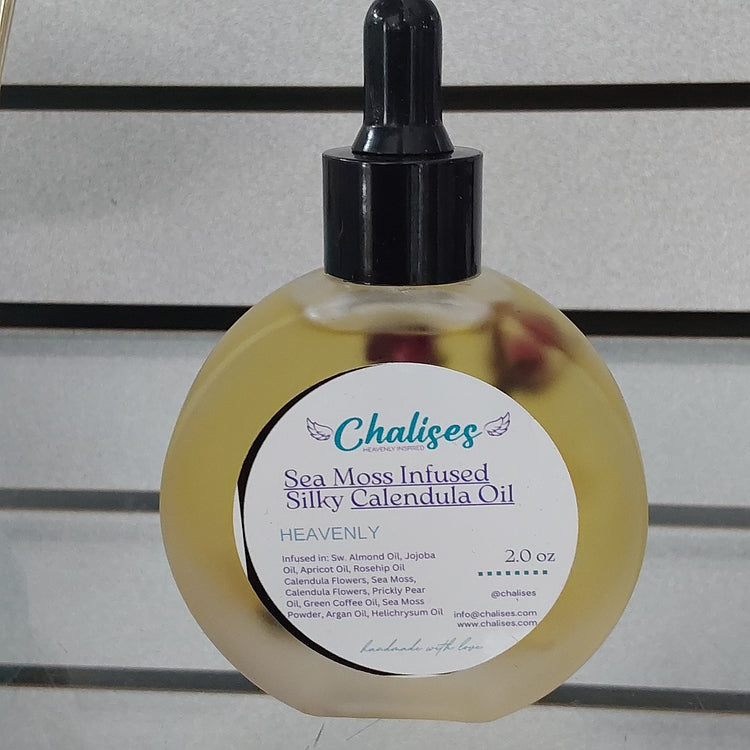 Chalises
HEAVENLY INSPIRED
Sea Moss Infused
Silky Calendula Oil
HEAVENLY
Infused in: Sw. Almond Oil, Jojoba
Oil, Apricot Oil, Rosehip Oil
Calendula Flowers, Sea Moss,
Calendula Flowers, Prickly Pear
Oil, Green Coffee Oil, Sea Moss
Powder, Argan Oil, Helichrysum Oil
2.0 oz
@chalises
info@chalises.com
www.chalises.com
handmade with love